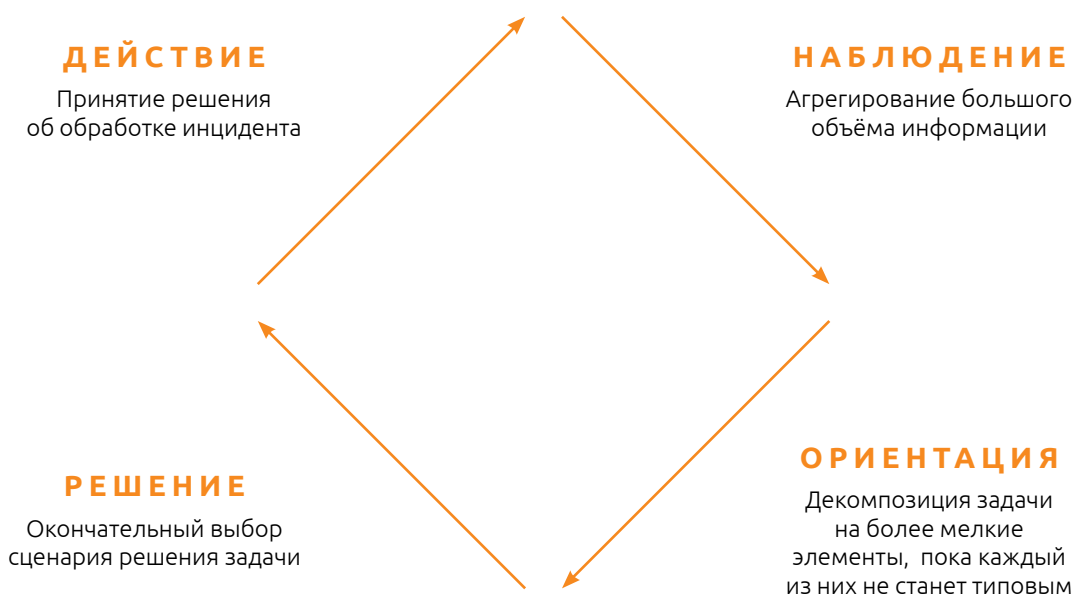 ДЕЙСТВИЕ
Принятие решения
об обработке инцидента
НАБЛЮДЕНИЕ
Агрегирование большого
объёма информации
РЕШЕНИЕ
Окончательный выбор
сценария решения задачи
ОРИЕНТАЦИЯ
Декомпозиция задачи
на более мелкие
элементы, пока каждый
из них не станет типовым